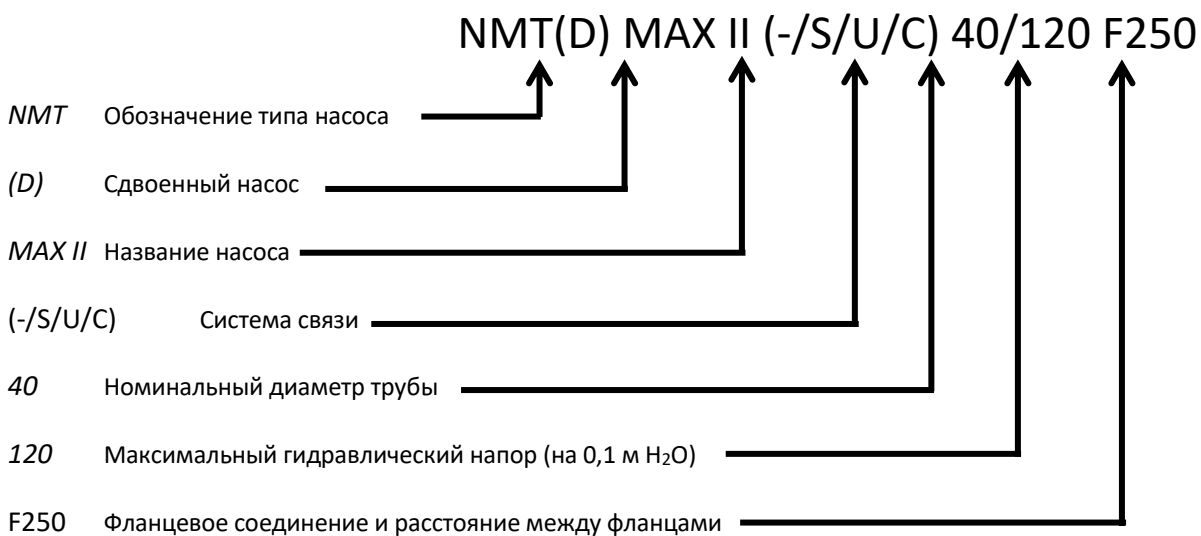 NMT(D) MAX II (-/S/U/C) 40/120 F250
NMT Обозначение типа насоса
(D) Сдвоенный насос
MAX II Название насоса
(-/S/U/C) Система связи
40 Номинальный диаметр трубы
120 Максимальный гидравлический напор (на 0,1 м H₂O)
F250 Фланцевое соединение и расстояние между фланцами